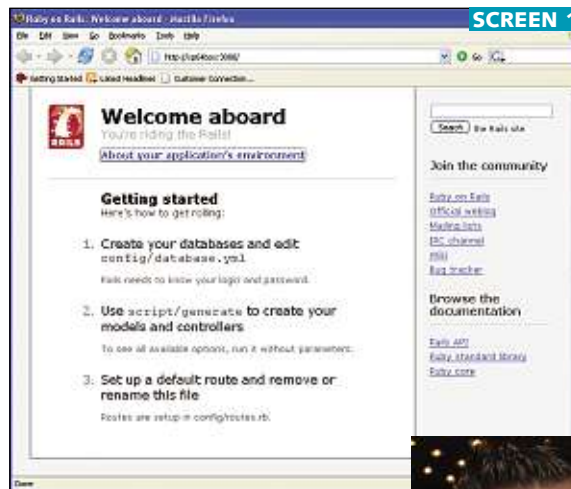 Ruby on Rails: Welcome aboard - Mozilla Firefox
SCREEN 1
File Edit View Go Bookmarks Tools Help
Go
Getting Started Latest Headlines Customer Connection...
RAILS
Welcome aboard
You're riding the Rails!
About your application's environment
Getting started
Here's how to get rolling:
1. Create your databases and edit
config/database.yml
Rails needs to know your login and password.
2. Use script/generate to create your
models and controllers
To see all available options, run it without parameters.
3. Set up a default route and remove or
rename this file
Routes are setup in config/routes.rb.
Search the Rails site
Join the community
Ruby on Rails
Official weblog
Mailing lists
IRC channel
Wiki
Bug tracker
Browse the
documentation
Rails API
Ruby standard library
Ruby core
Done